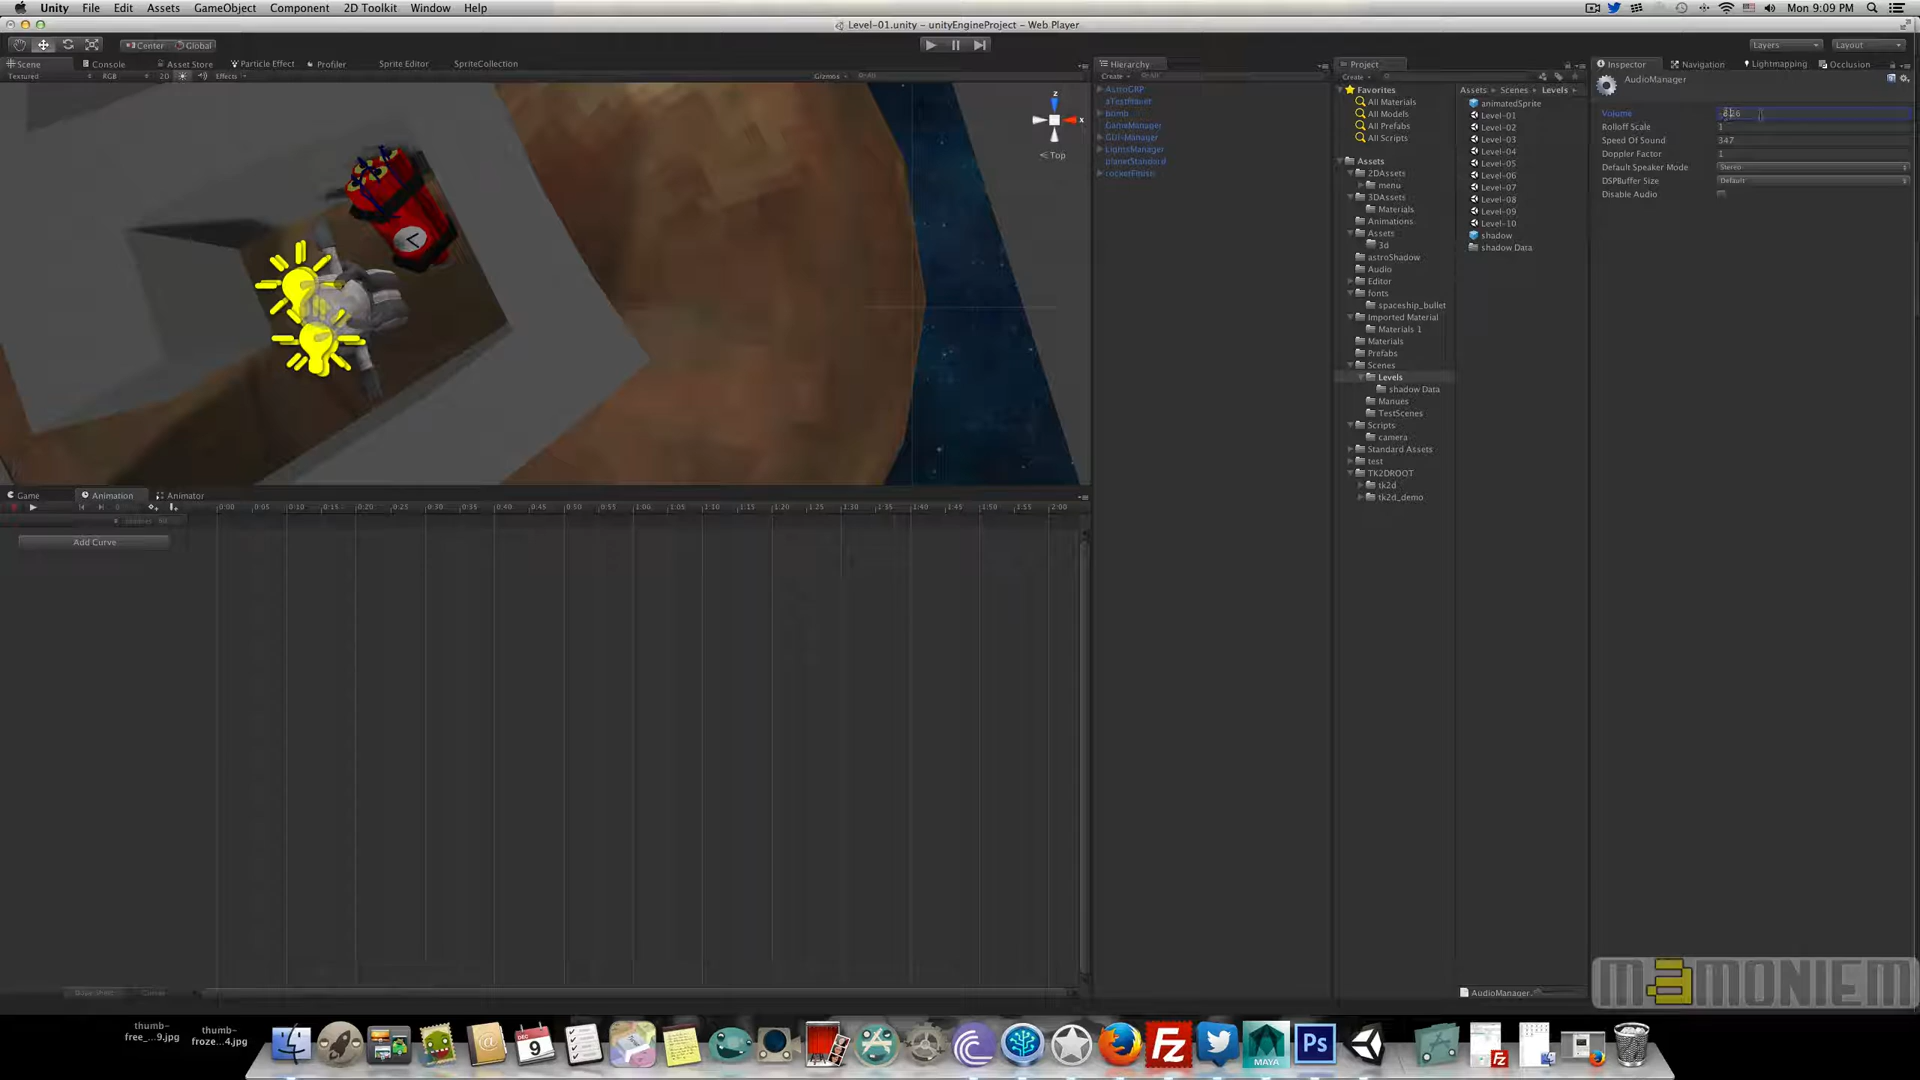 Unity File Edit Assets GameObject Component 2D Toolkit Window Help
Mon 9:09 PM
Level-01.unity – unityEngineProject – Web Player
Center Global
Layers Layout
Scene Console Asset Store Particle Effect Profiler Sprite Editor SpriteCollection
Textured RGB 2D Effects Gizmos
z
x
< Top
Hierarchy
Create
AstroGRP
bomb
GameManager
GUI-Manager
LightsManager
planetStandard
Project
Create
Favorites
All Materials
All Models
All Prefabs
All Scripts
Assets
2DAssets
menu
3DAssets
Materials
Animations
Assets
3d
astroShadow
Audio
Editor
fonts
spaceship_bullet
Imported Material
Materials 1
Materials
Prefabs
Scenes
Levels
shadow Data
Manues
TestScenes
Scripts
camera
Standard Assets
test
TK2DROOT
tk2d
tk2d_demo
Assets Scenes Levels
animatedSprite
Level-01
Level-02
Level-03
Level-04
Level-05
Level-06
Level-07
Level-08
Level-09
Level-10
shadow
shadow Data
AudioManager
Inspector Navigation Lightmapping Occlusion
AudioManager
Volume
Rolloff Scale 1
Speed Of Sound 347
Doppler Factor 1
Default Speaker Mode Stereo
DSPBuffer Size Default
Disable Audio
Game Animation Animator
0:00 0:05 0:10 0:15 0:20 0:25 0:30 0:35 0:40 0:45 0:50 0:55 1:00 1:05 1:10 1:15 1:20 1:25 1:30 1:35 1:40 1:45 1:50 1:55 2:00
Add Curve
M3MONIEM
thumb-
free_...9.jpg
thumb-
froze...4.jpg
DEC
9
Fz
MAYA
Ps